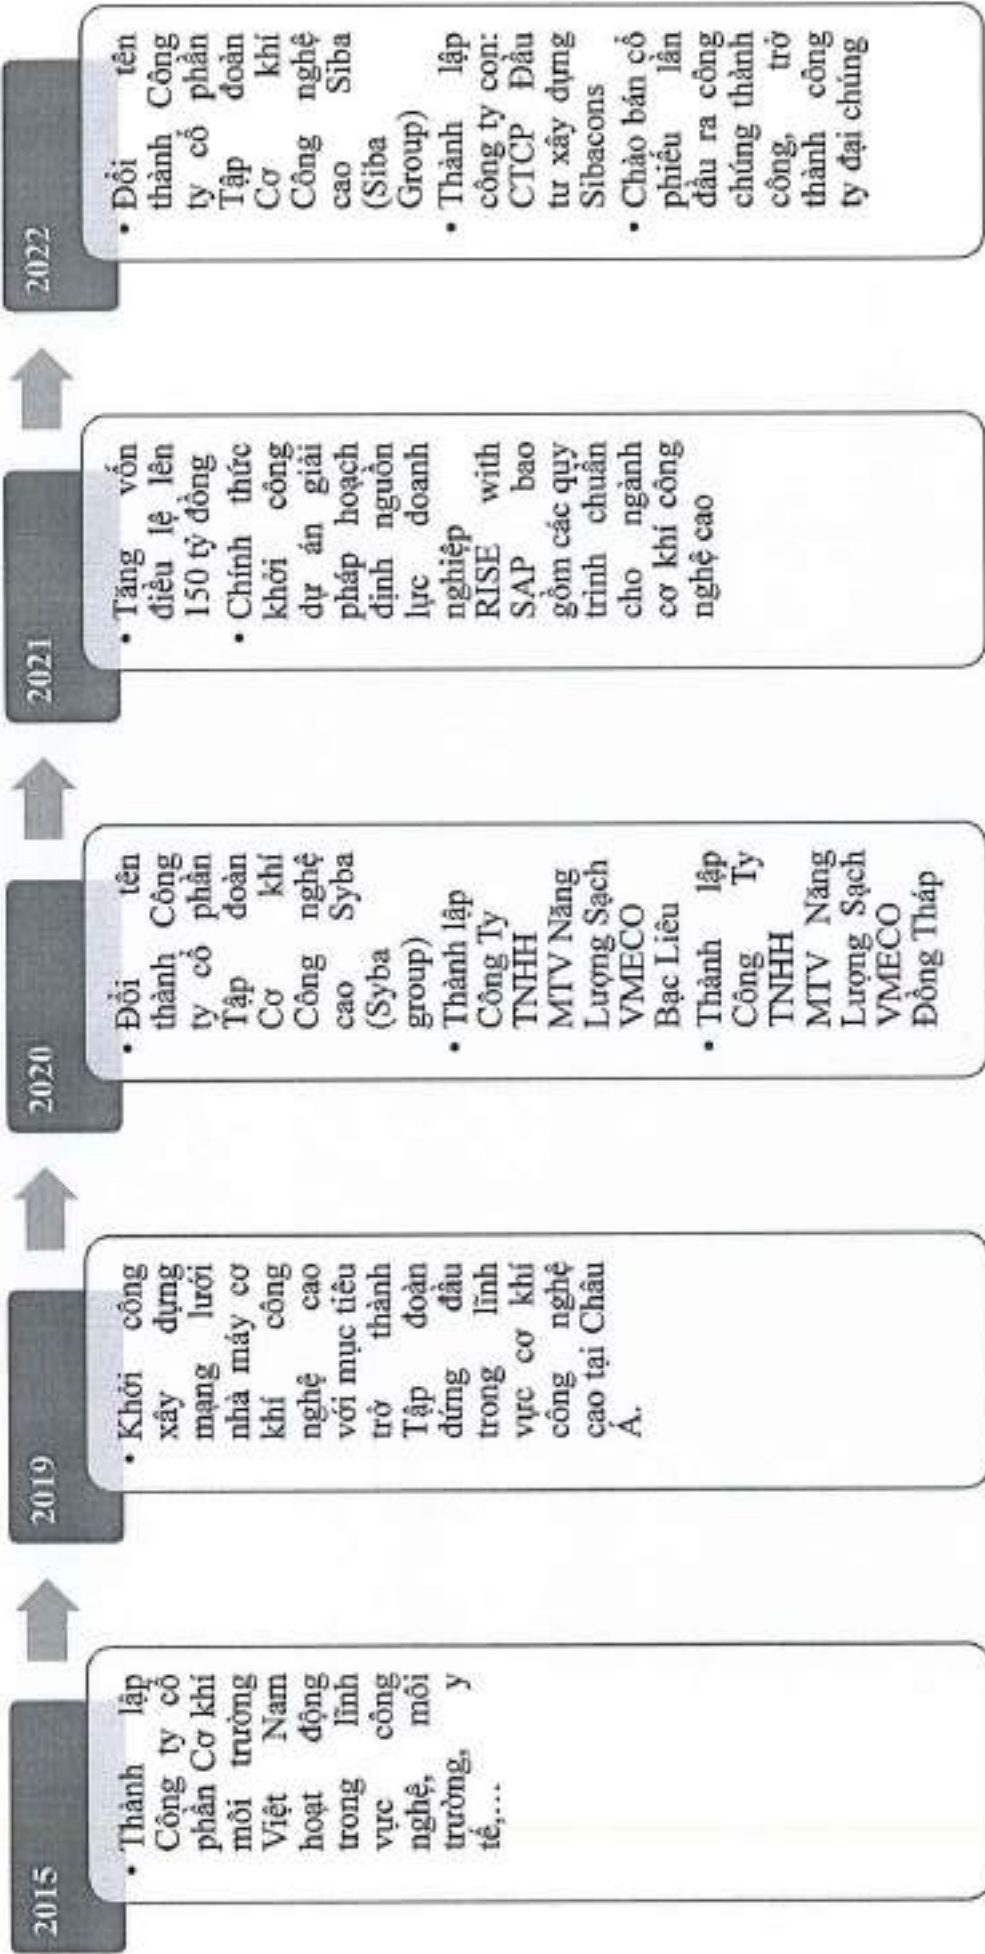 2015
• Thành lập
Công ty cổ
phần Cơ khí
môi trường
Việt Nam
hoạt động
trong lĩnh
vực công
nghệ, môi
trường, y
tế,...
2019
• Khởi công
xây dựng
mạng lưới
nhà máy cơ
khí công
nghệ cao
với mục tiêu
trở thành
Tập đoàn
đứng đầu
trong lĩnh
vực cơ khí
công nghệ
cao tại Châu
Á.
2020
• Đổi tên
thành Công
ty cổ phần
Tập đoàn
Cơ khí
Công nghệ
cao Syba
(Syba
group)
• Thành lập
Công Ty
TNHH
MTV Năng
Lượng Sạch
VMECO
Bạc Liêu
• Thành lập
Công Ty
TNHH
MTV Năng
Lượng Sạch
VMECO
Đồng Tháp
2021
• Tăng vốn
điều lệ lên
150 tỷ đồng
• Chính thức
khởi công
dự án giải
pháp hoạch
định nguồn
lực doanh
nghiệp
RISE with
SAP bao
gồm các quy
trình chuẩn
cho ngành
cơ khí công
nghệ cao
2022
• Đổi tên
thành Công
ty cổ phần
Tập đoàn
Cơ khí
Công nghệ
cao Siba
(Siba
Group)
• Thành lập
công ty con:
CTCP Đầu
tư xây dựng
Sibacons
• Chào bán cổ
phiếu lần
đầu ra công
chúng thành
công, trở
thành công
ty đại chúng